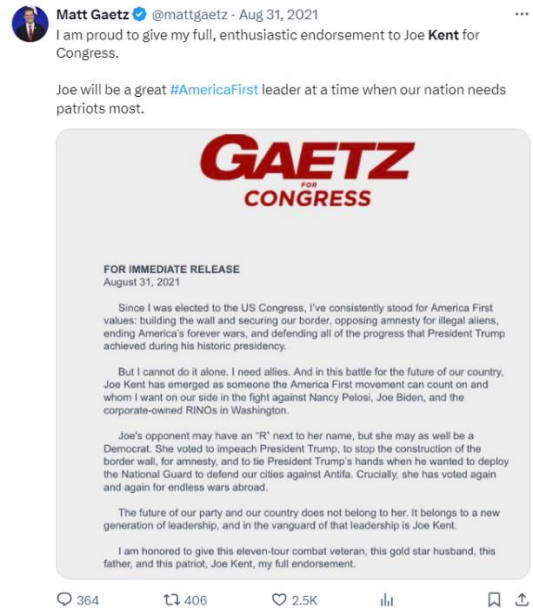 Matt Gaetz @mattgaetz · Aug 31, 2021
I am proud to give my full, enthusiastic endorsement to Joe Kent for
Congress.
Joe will be a great #AmericaFirst leader at a time when our nation needs
patriots most.
GAETZ
FOR
CONGRESS
FOR IMMEDIATE RELEASE
August 31, 2021
Since I was elected to the US Congress, I've consistently stood for America First
values: building the wall and securing our border, opposing amnesty for illegal aliens,
ending America's forever wars, and defending all of the progress that President Trump
achieved during his historic presidency.
But I cannot do it alone. I need allies. And in this battle for the future of our country,
Joe Kent has emerged as someone the America First movement can count on and
whom I want on our side in the fight against Nancy Pelosi, Joe Biden, and the
corporate-owned RINOs in Washington.
Joe's opponent may have an "R" next to her name, but she may as well be a
Democrat. She voted to impeach President Trump, to stop the construction of the
border wall, for amnesty, and to tie President Trump's hands when he wanted to deploy
the National Guard to defend our cities against Antifa. Crucially, she has voted again
and again for endless wars abroad.
The future of our party and our country does not belong to her. It belongs to a new
generation of leadership, and in the vanguard of that leadership is Joe Kent.
I am honored to give this eleven-tour combat veteran, this gold star husband, this
father, and this patriot, Joe Kent, my full endorsement.
364 406 2.5K